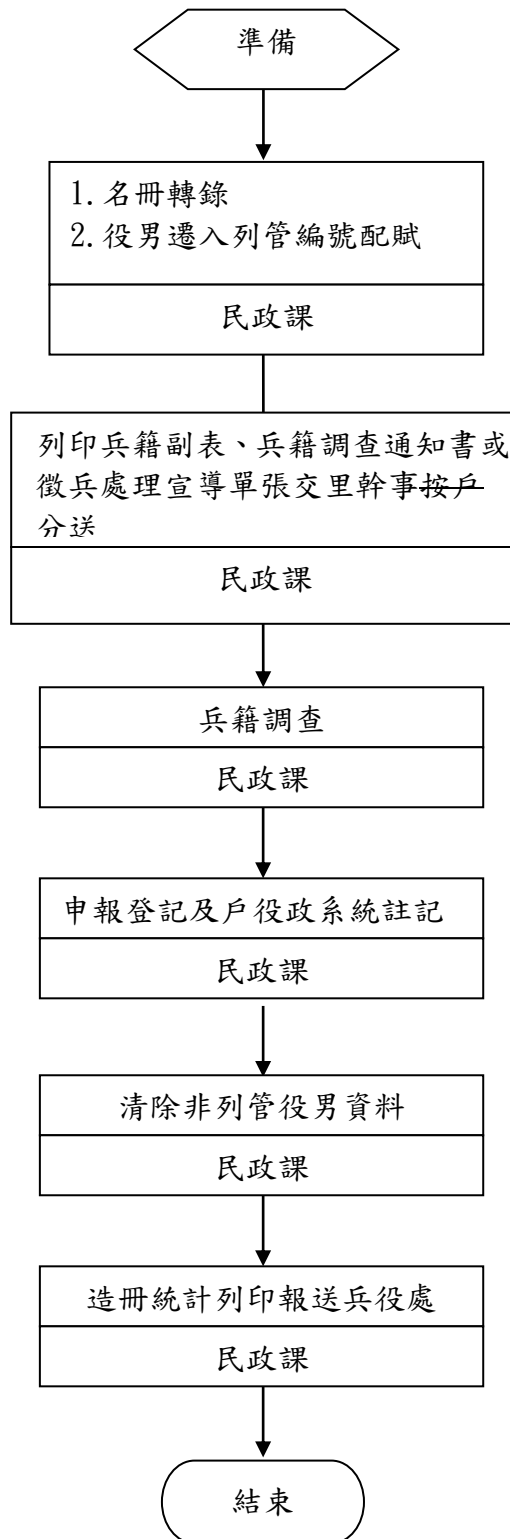 準備
1.名冊轉錄
2.役男遷入列管編號配賦
民政課
列印兵籍副表、兵籍調查通知書或
徵兵處理宣導單張交里幹事按戶
分送
民政課
兵籍調查
民政課
申報登記及戶役政系統註記
民政課
清除非列管役男資料
民政課
造冊統計列印報送兵役處
民政課
結束